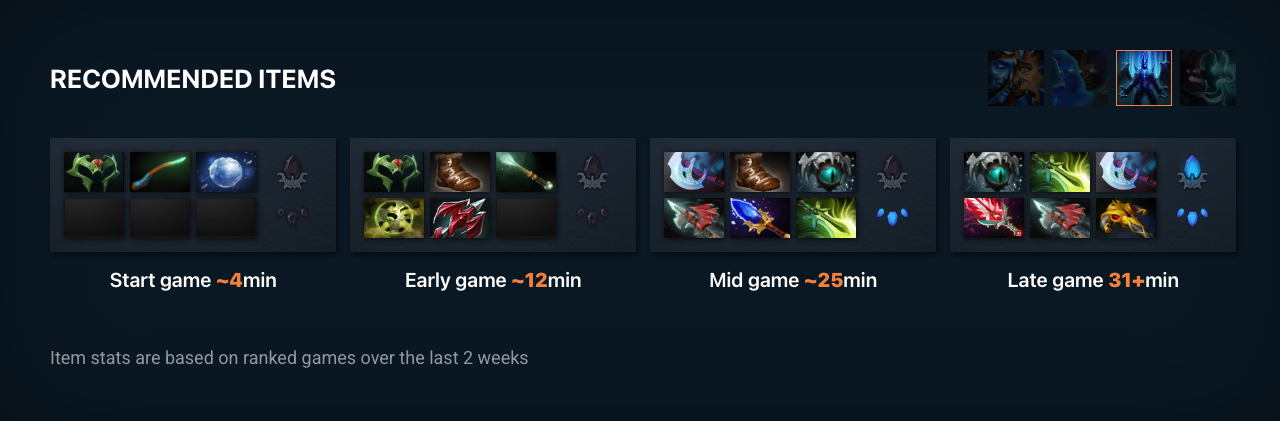 RECOMMENDED ITEMS
Start game ~4min
Early game ~12min
Mid game ~25min
Late game 31+min
Item stats are based on ranked games over the last 2 weeks